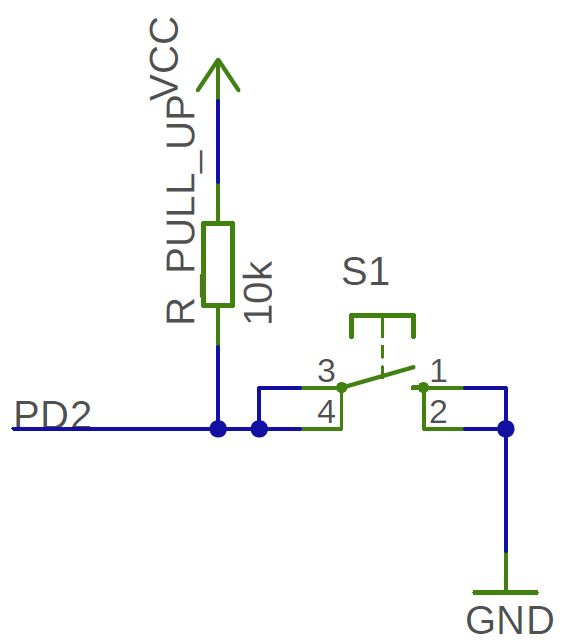 VCC
R_PULL_UP
10k
S1
3
1
4
2
PD2
GND